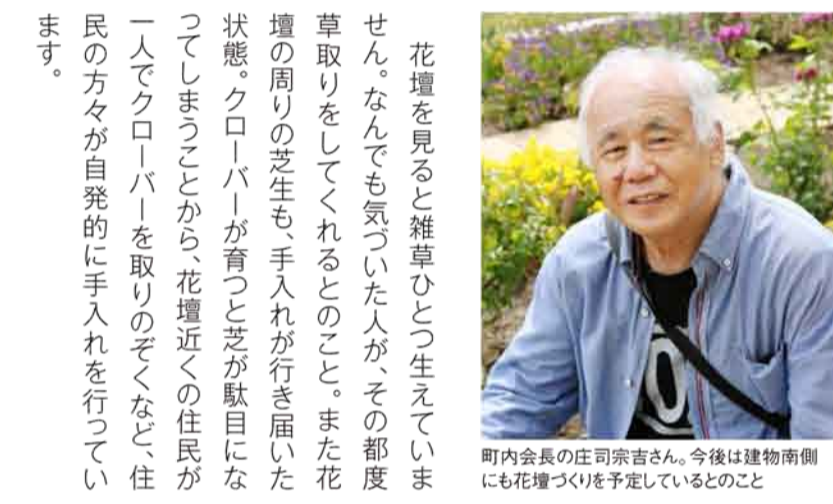 花壇を見ると雑草ひとつ生えていま
せん。なんでも気づいた人が、その都度
草取りをしてくれるとのこと。また花
壇の周りの芝生も、手入れが行き届いた
状態。クローバーが育つと芝が駄目にな
ってしまうことから、花壇近くの住民が
一人でクローバーを取りのぞくなど、住
民の方々が自発的に手入れを行ってい
ます。
町内会長の庄司宗吉さん。今後は建物南側
にも花壇づくりを予定しているとのこと